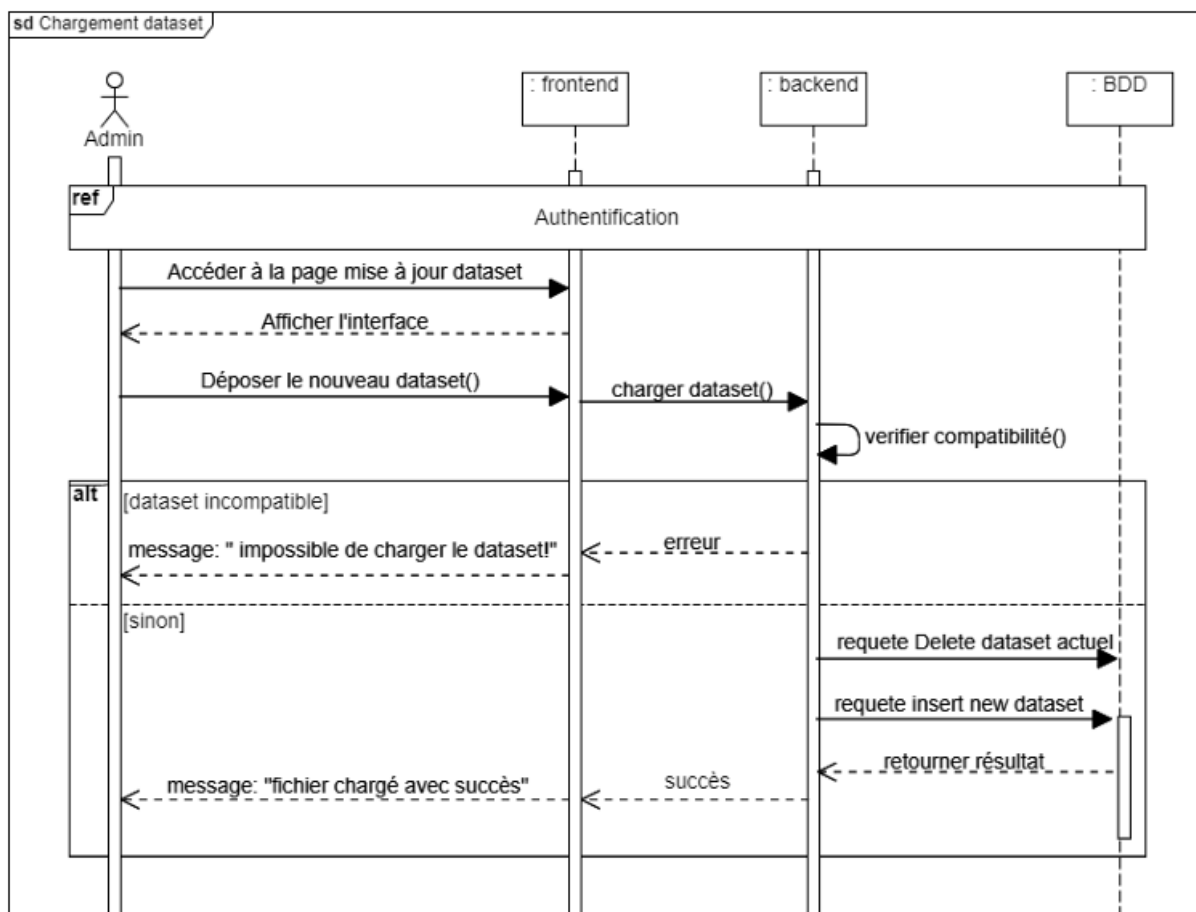 sd Chargement dataset
: frontend
: backend
: BDD
Admin
ref
Authentification
Accéder à la page mise à jour dataset
Afficher l'interface
Déposer le nouveau dataset()
charger dataset()
verifier compatibilité()
alt
[dataset incompatible]
message: " impossible de charger le dataset!"
erreur
[sinon]
requete Delete dataset actuel
requete insert new dataset
retourner résultat
message: "fichier chargé avec succès"
succès